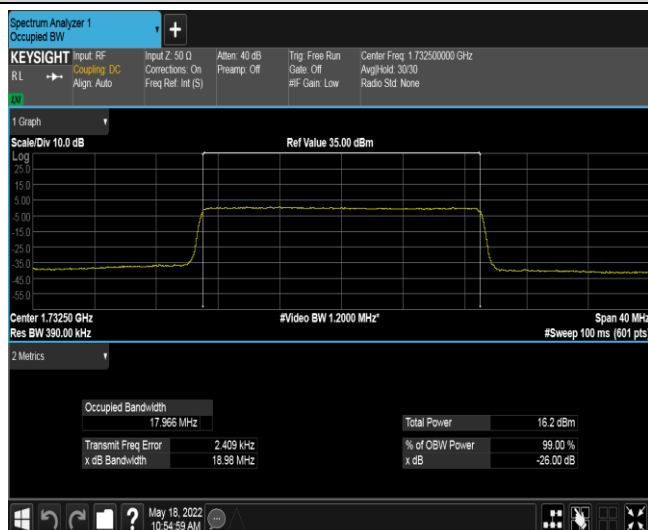 Spectrum Analyzer 1
Occupied BW
+
KEYSIGHT
RL
LXI
Input: RF
Coupling: DC
Align: Auto
Input Z: 50 Ω
Corrections: On
Freq Ref: Int (S)
Atten: 40 dB
Preamp: Off
Trig: Free Run
Gate: Off
#IF Gain: Low
Center Freq: 1.732500000 GHz
Avg|Hold: 30/30
Radio Std: None
1 Graph
Scale/Div 10.0 dB
Ref Value 35.00 dBm
Log
25.0
15.0
5.00
-5.00
-15.0
-25.0
-35.0
-45.0
-55.0
Center 1.73250 GHz
#Video BW 1.2000 MHz*
Span 40 MHz
Res BW 390.00 kHz
#Sweep 100 ms (601 pts)
2 Metrics
Occupied Bandwidth
17.966 MHz
Total Power 16.2 dBm
Transmit Freq Error 2.409 kHz
% of OBW Power 99.00 %
x dB Bandwidth 18.98 MHz
x dB -26.00 dB
?
May 18, 2022
10:54:59 AM